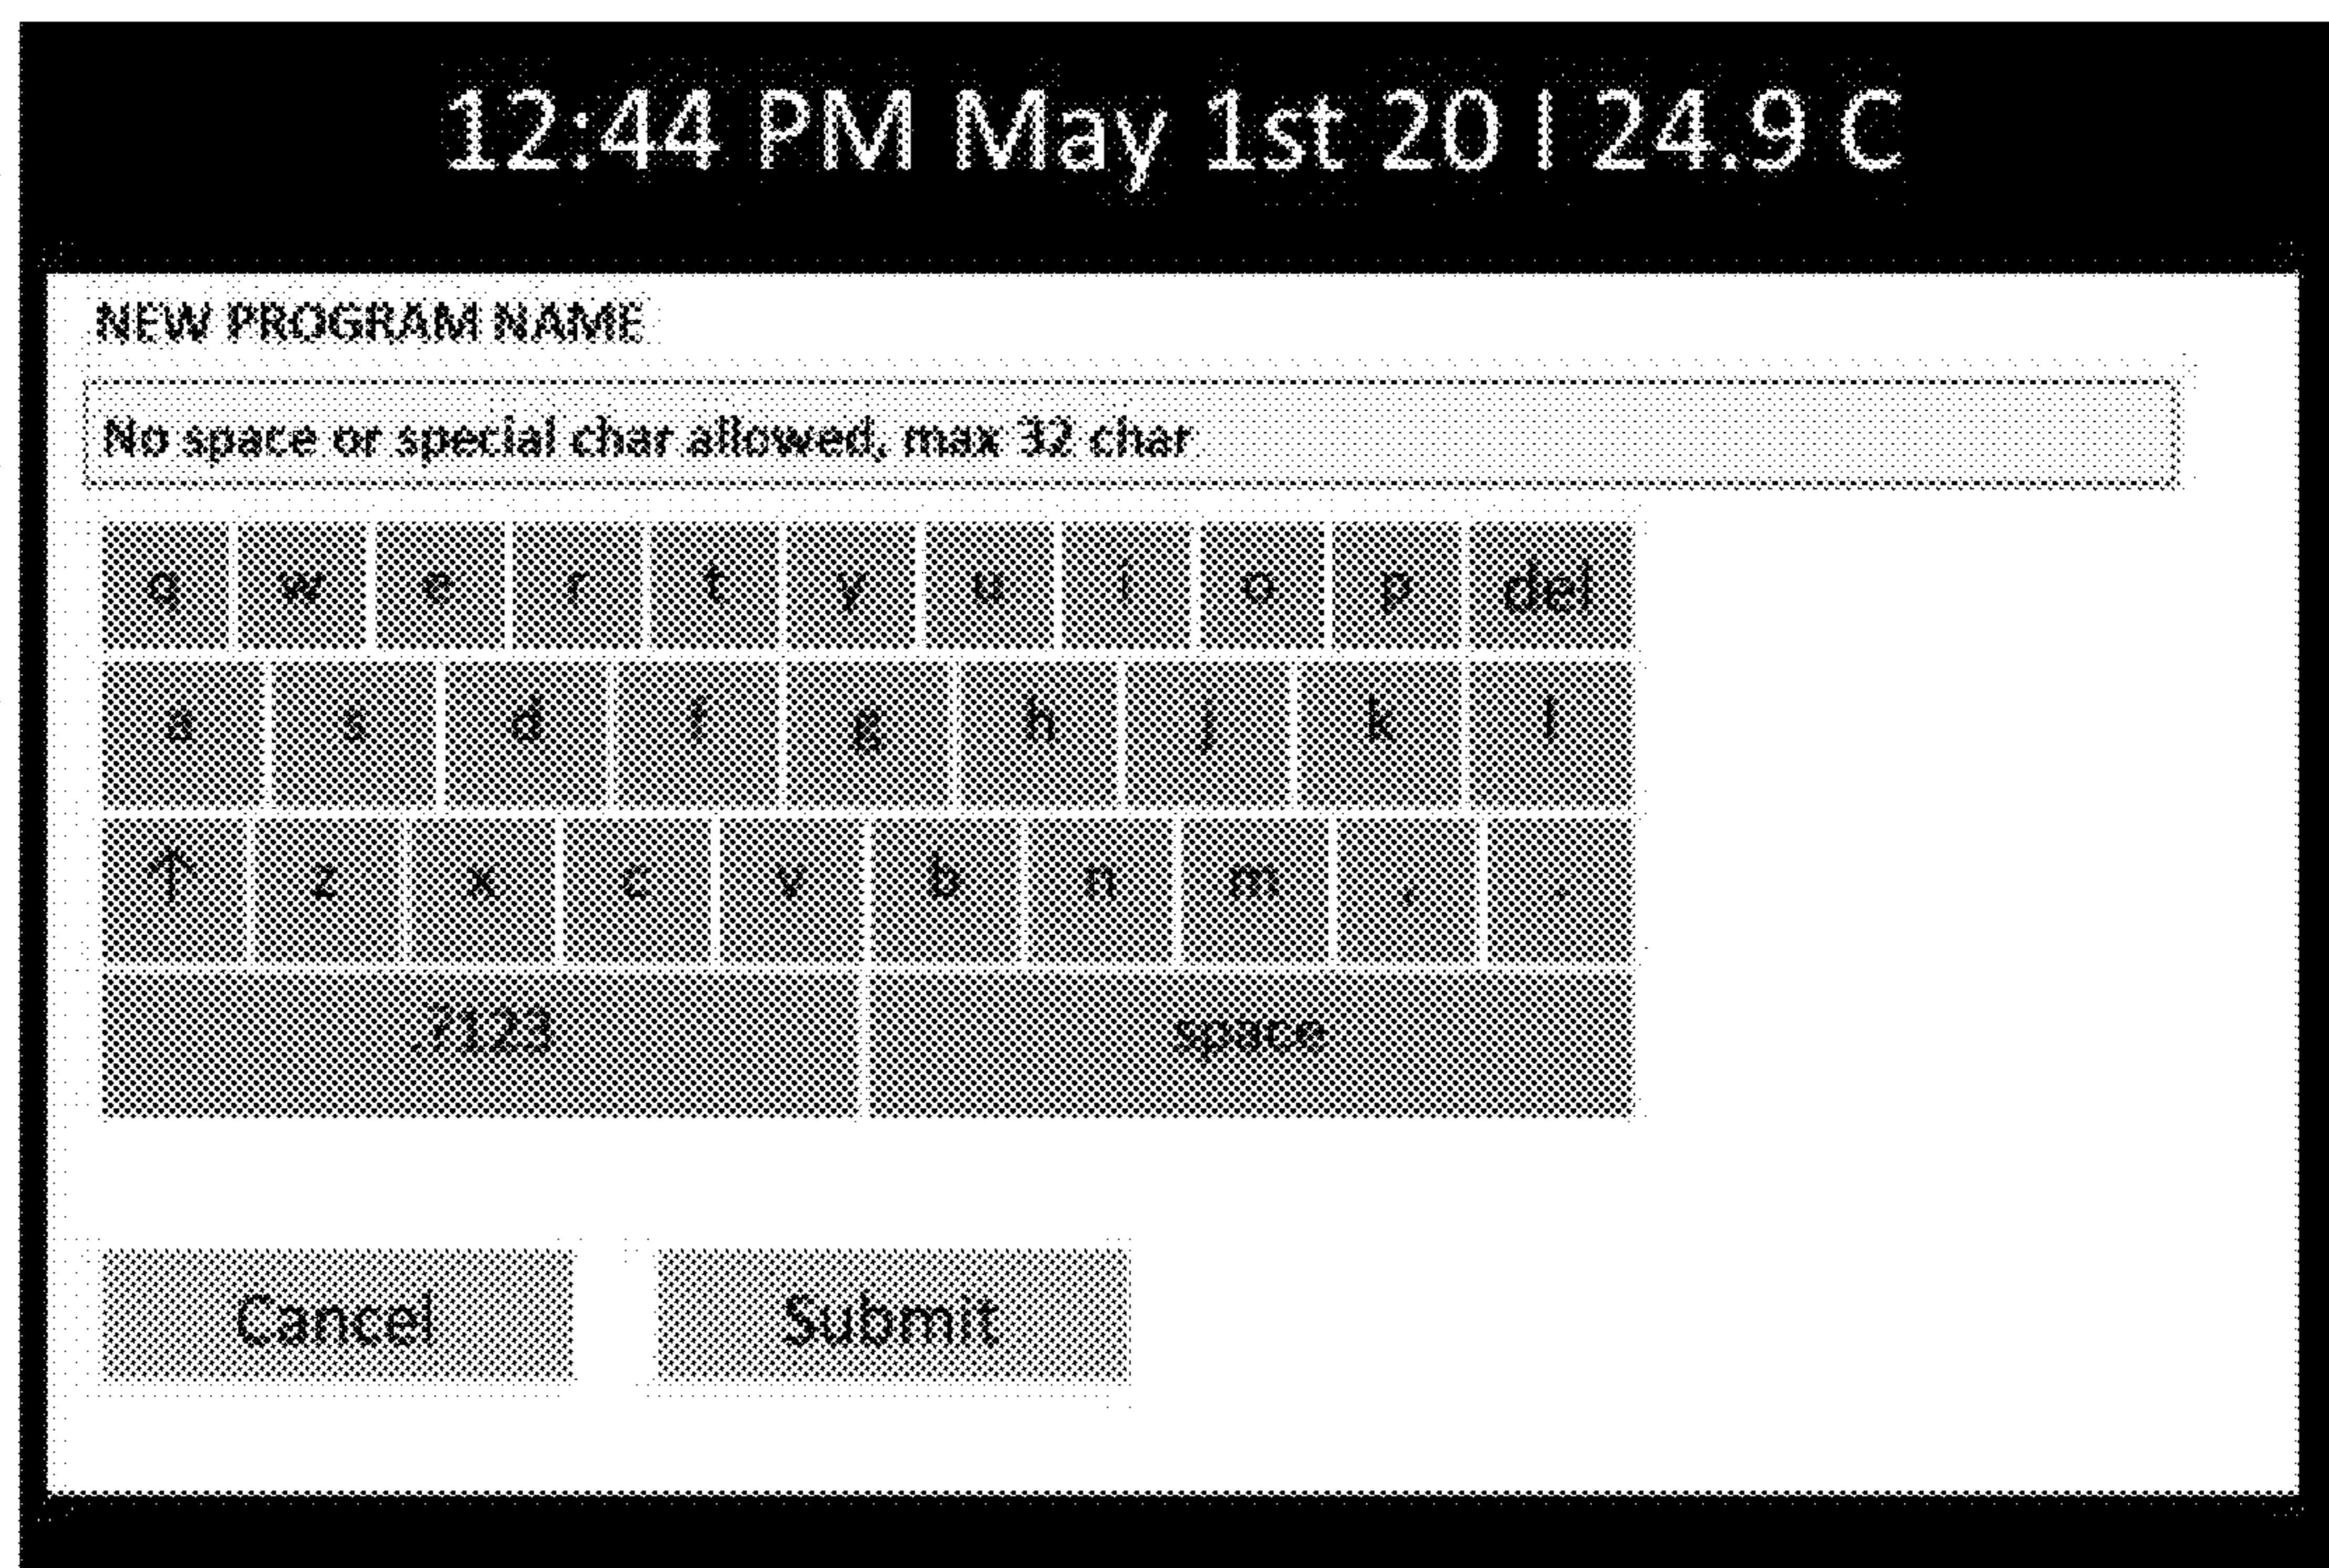 12:44 PM May 1st 20 | 24.9 C
NEW PROGRAM NAME
No space or special char allowed, max 32 char
q w e r t y u i o p del
a s d f g h j k l
↑ z x c v b n m , .
.?123 space
Cancel Submit